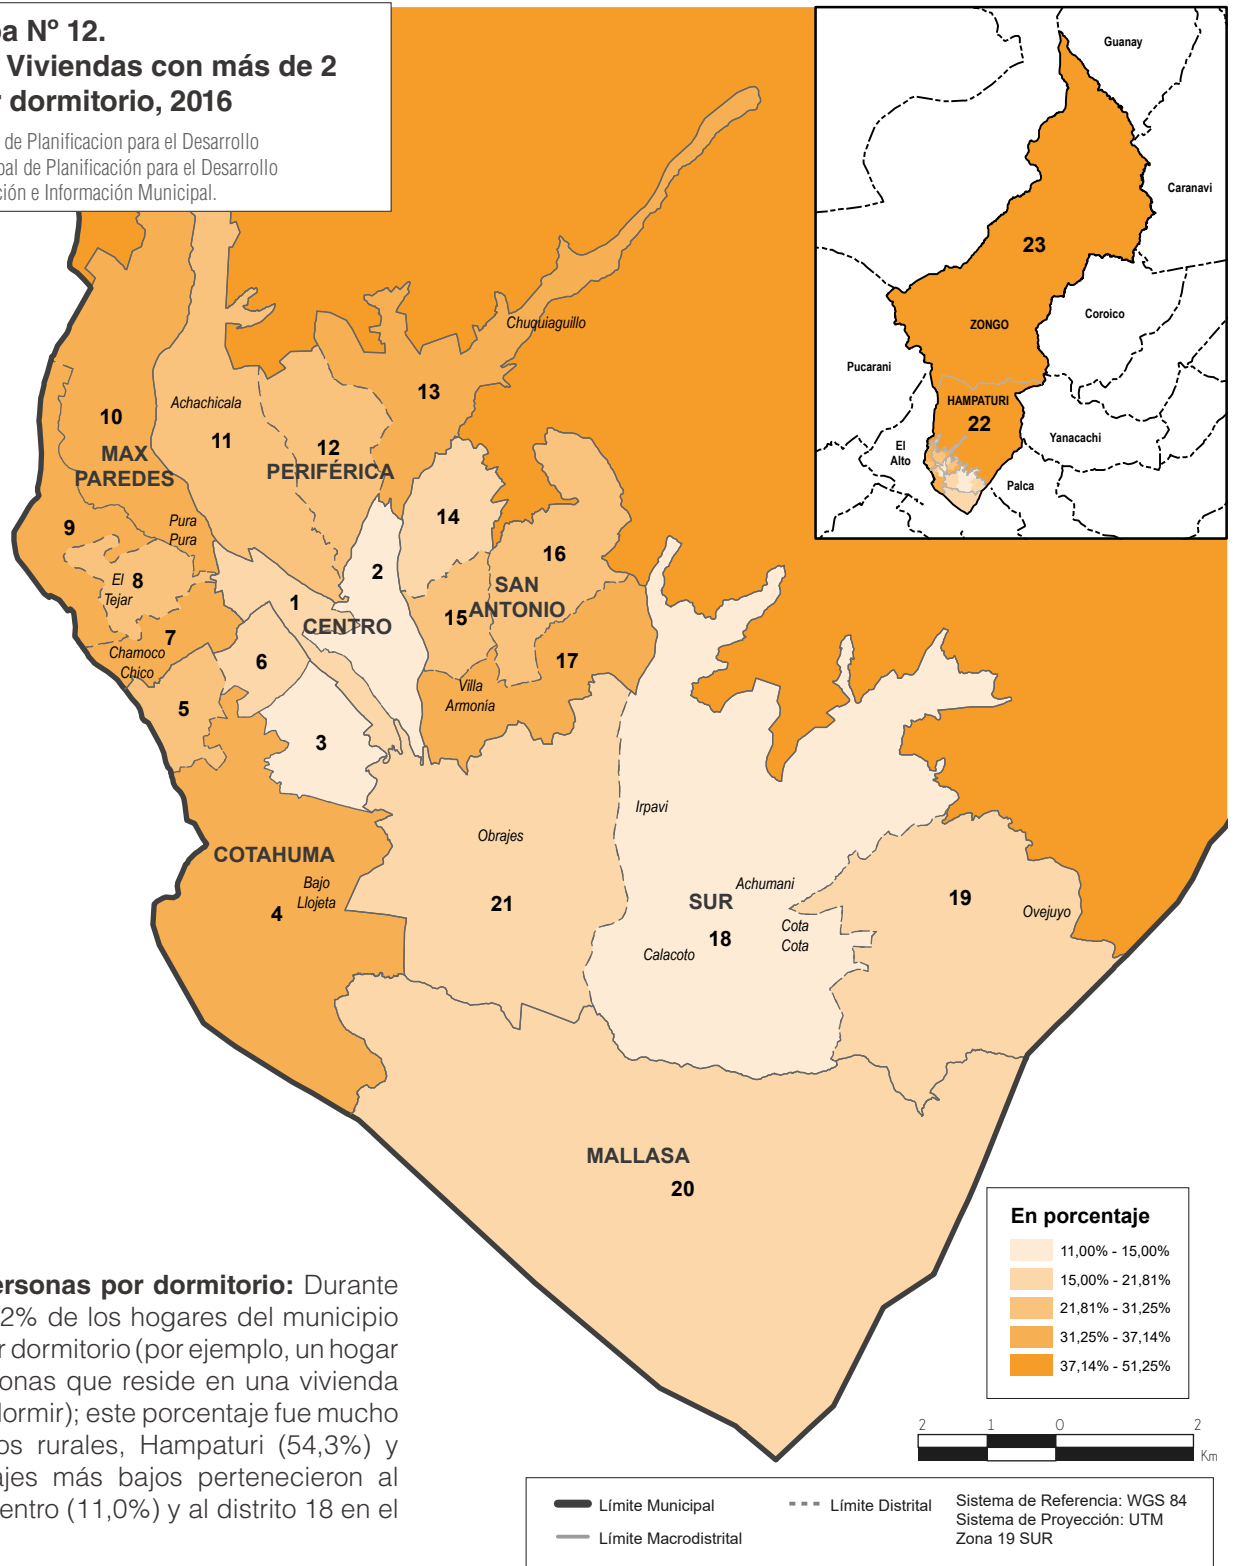 pa Nº 12.
Viviendas con más de 2
r dormitorio, 2016
de Planificacion para el Desarrollo
pal de Planificación para el Desarrollo
ción e Información Municipal.
Guanay
Caranavi
23
ZONGO
Coroico
Pucarani
HAMPATURI
22
Yanacachi
El
Alto
Palca
Chuquiaguillo
13
Achachicala
10
11
12
MAX
PAREDES
PERIFÉRICA
14
9
Pura
Pura
2
16
El
Tejar
8
SAN
ANTONIO
1
15
CENTRO
7
Chamoco
Chico
6
17
Villa
Armonía
5
3
Irpavi
Obrajes
COTAHUMA
Bajo
Llojeta
4
Achumani
SUR
19
21
Ovejuyo
18
Cota
Cota
Calacoto
MALLASA
20
En porcentaje
11,00% - 15,00%
15,00% - 21,81%
21,81% - 31,25%
31,25% - 37,14%
37,14% - 51,25%
ersonas por dormitorio: Durante
2% de los hogares del municipio
r dormitorio (por ejemplo, un hogar
onas que reside en una vivienda
dormir); este porcentaje fue mucho
os rurales, Hampaturi (54,3%) y
ajes más bajos pertenecieron al
entro (11,0%) y al distrito 18 en el
2 1 0 2
Km
Límite Municipal
Límite Distrital
Límite Macrodistrital
Sistema de Referencia: WGS 84
Sistema de Proyección: UTM
Zona 19 SUR